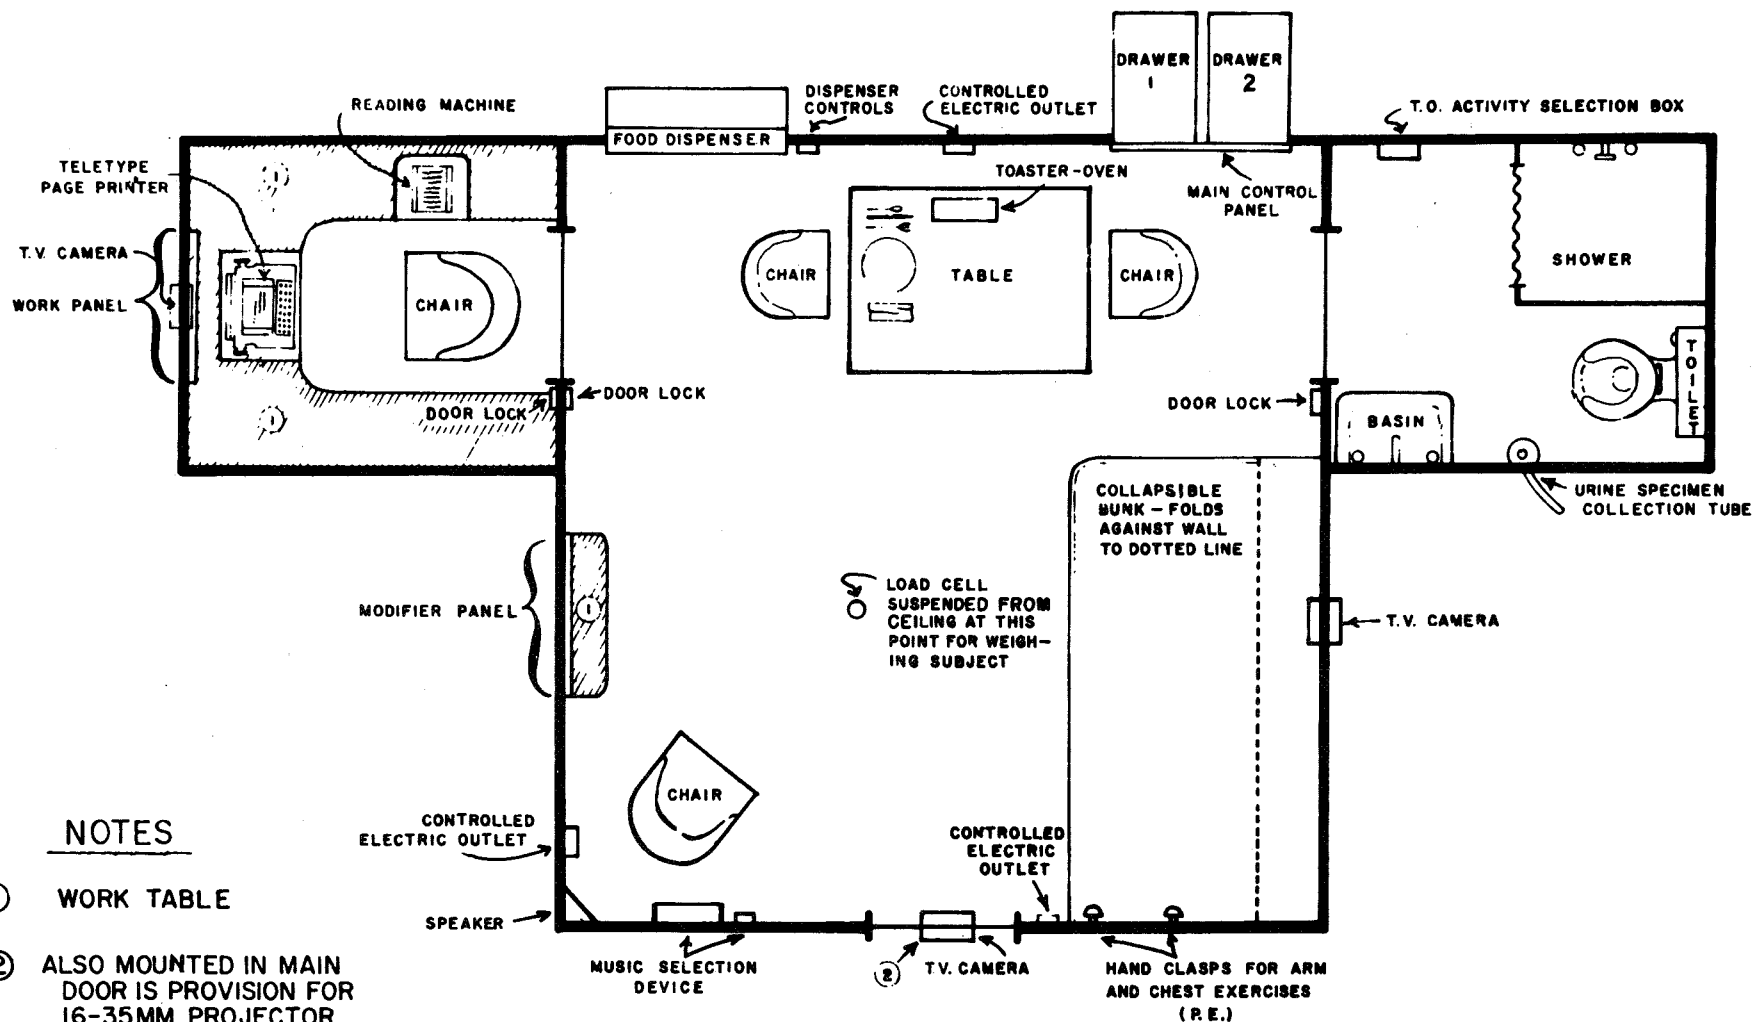 DRAWER
1
DRAWER
2
READING MACHINE
DISPENSER
CONTROLS
CONTROLLED
ELECTRIC OUTLET
T.O. ACTIVITY SELECTION BOX
FOOD DISPENSER
TELETYPE
PAGE PRINTER
1
TOASTER-OVEN
MAIN CONTROL
PANEL
T.V. CAMERA
WORK PANEL
CHAIR
CHAIR
TABLE
CHAIR
SHOWER
TOILET
DOOR LOCK
DOOR LOCK
DOOR LOCK
1
BASIN
COLLAPSIBLE
BUNK – FOLDS
AGAINST WALL
TO DOTTED LINE
URINE SPECIMEN
COLLECTION TUBE
MODIFIER PANEL
1
LOAD CELL
SUSPENDED FROM
CEILING AT THIS
POINT FOR WEIGH–
ING SUBJECT
T.V. CAMERA
CHAIR
CONTROLLED
ELECTRIC OUTLET
CONTROLLED
ELECTRIC
OUTLET
SPEAKER
MUSIC SELECTION
DEVICE
2
T.V. CAMERA
HAND CLASPS FOR ARM
AND CHEST EXERCISES
(P.E.)
NOTES
WORK TABLE
2 ALSO MOUNTED IN MAIN
DOOR IS PROVISION FOR
16-35MM PROJECTOR